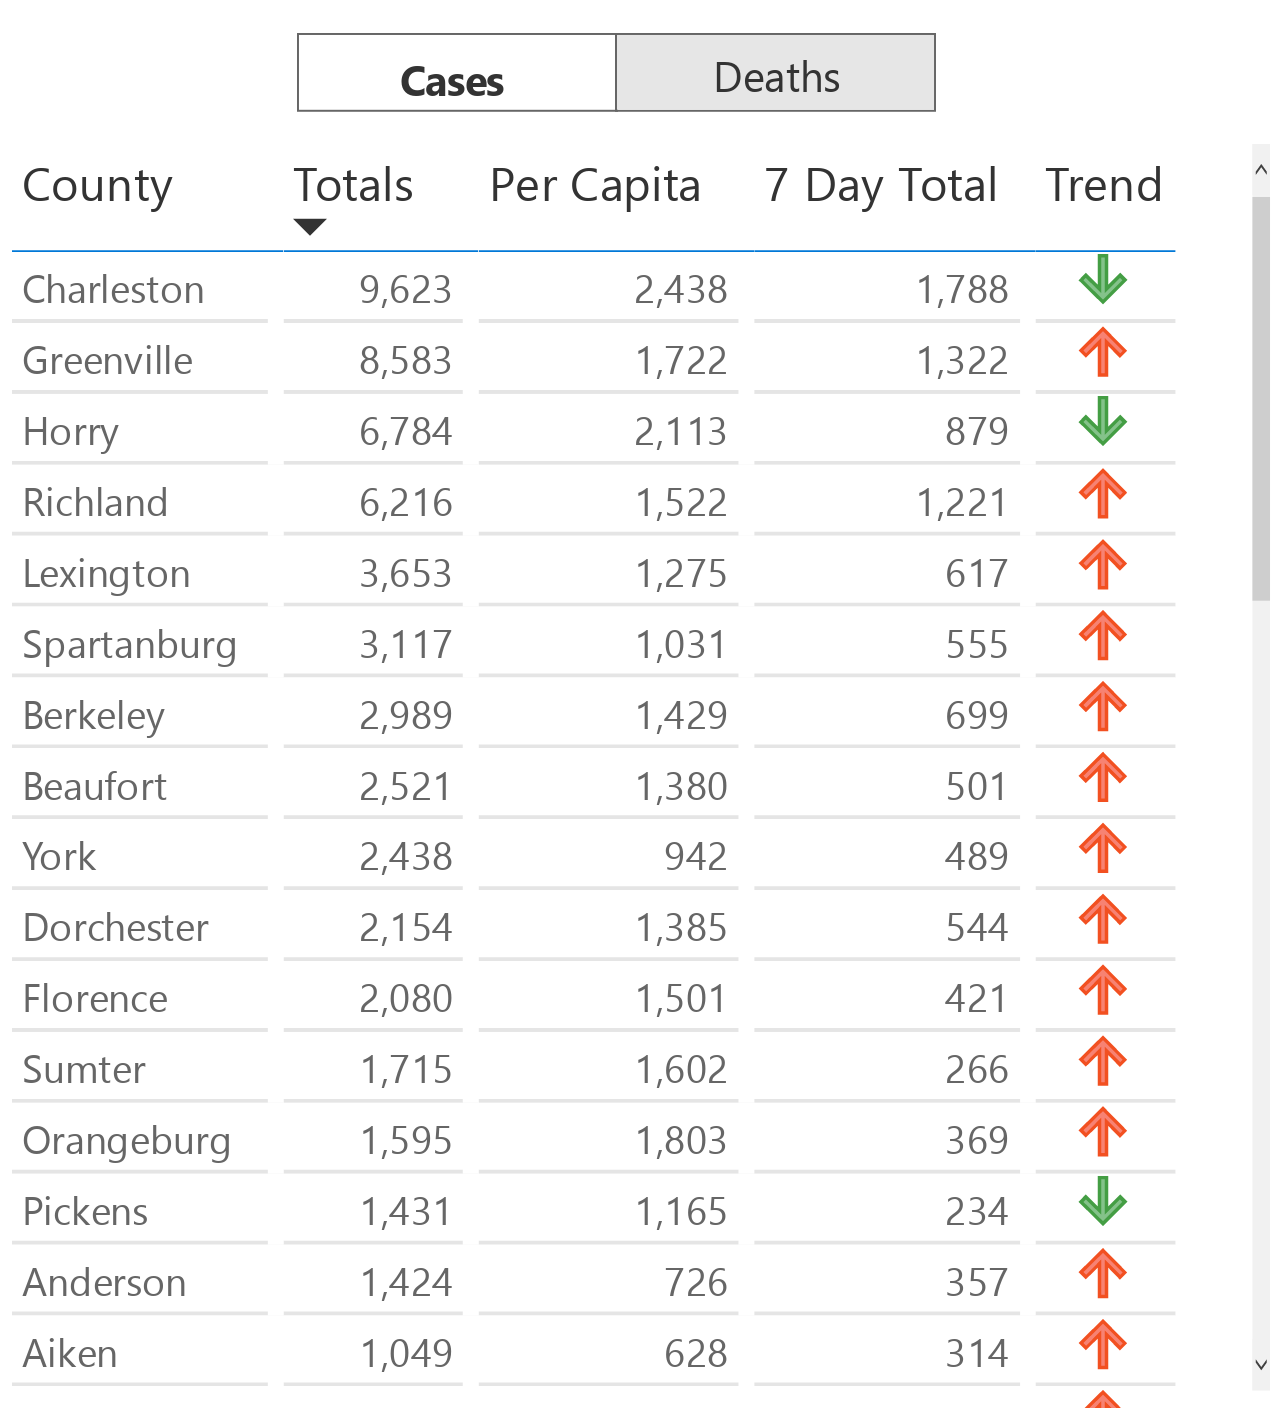 Cases Deaths
County Totals Per Capita 7 Day Total Trend
Charleston 9,623 2,438 1,788
Greenville 8,583 1,722 1,322
Horry 6,784 2,113 879
Richland 6,216 1,522 1,221
Lexington 3,653 1,275 617
Spartanburg 3,117 1,031 555
Berkeley 2,989 1,429 699
Beaufort 2,521 1,380 501
York 2,438 942 489
Dorchester 2,154 1,385 544
Florence 2,080 1,501 421
Sumter 1,715 1,602 266
Orangeburg 1,595 1,803 369
Pickens 1,431 1,165 234
Anderson 1,424 726 357
Aiken 1,049 628 314